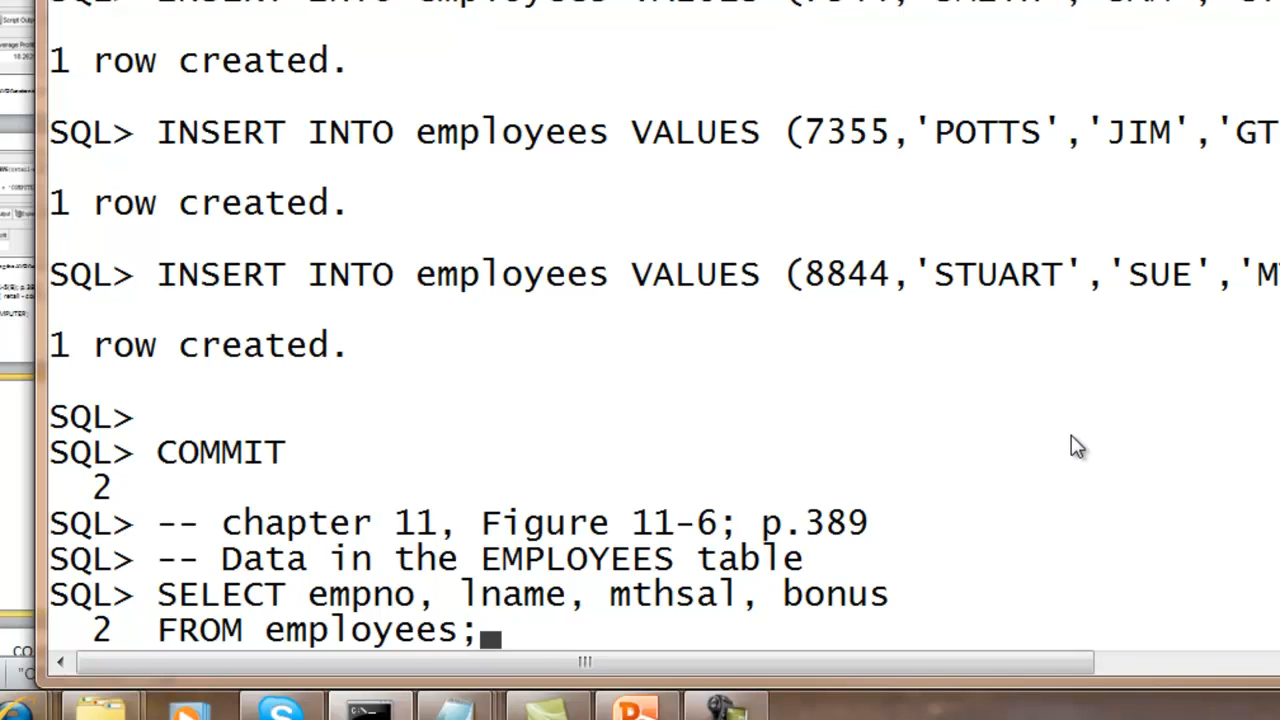 1 row created.
SQL> INSERT INTO employees VALUES (7355,'POTTS','JIM','GT
1 row created.
SQL> INSERT INTO employees VALUES (8844,'STUART','SUE','M
1 row created.
SQL>
SQL> COMMIT
2
SQL> -- chapter 11, Figure 11-6; p.389
SQL> -- Data in the EMPLOYEES table
SQL> SELECT empno, lname, mthsal, bonus
2 FROM employees;